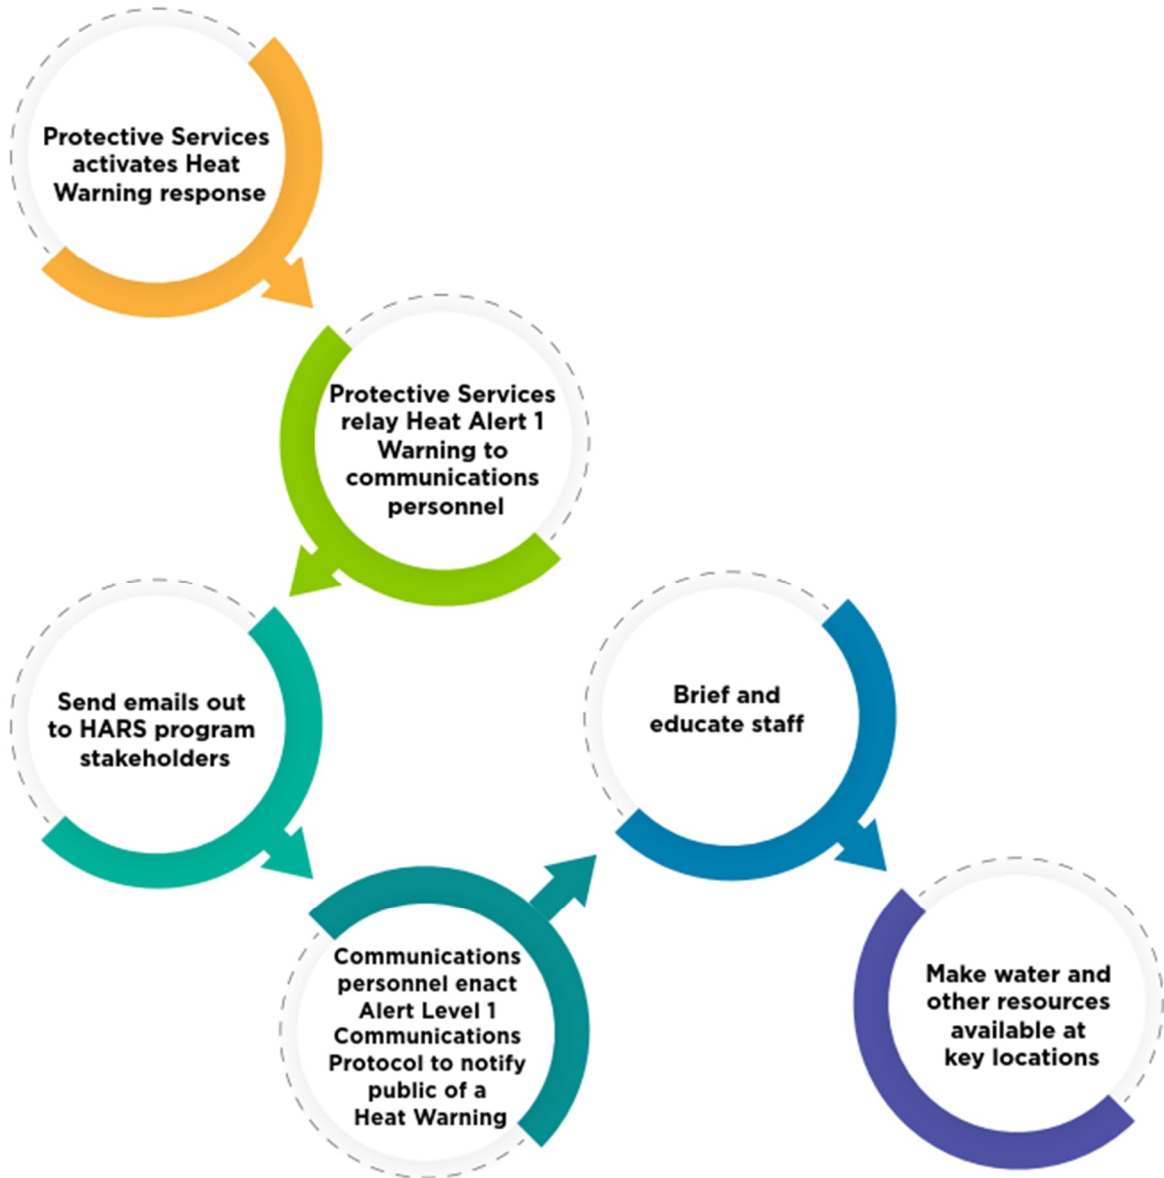 Protective Services
activates Heat
Warning response
Protective Services
relay Heat Alert 1
Warning to
communications
personnel
Send emails out
to HARS program
stakeholders
Communications
personnel enact
Alert Level 1
Communications
Protocol to notify
public of a
Heat Warning
Brief and
educate staff
Make water and
other resources
available at
key locations